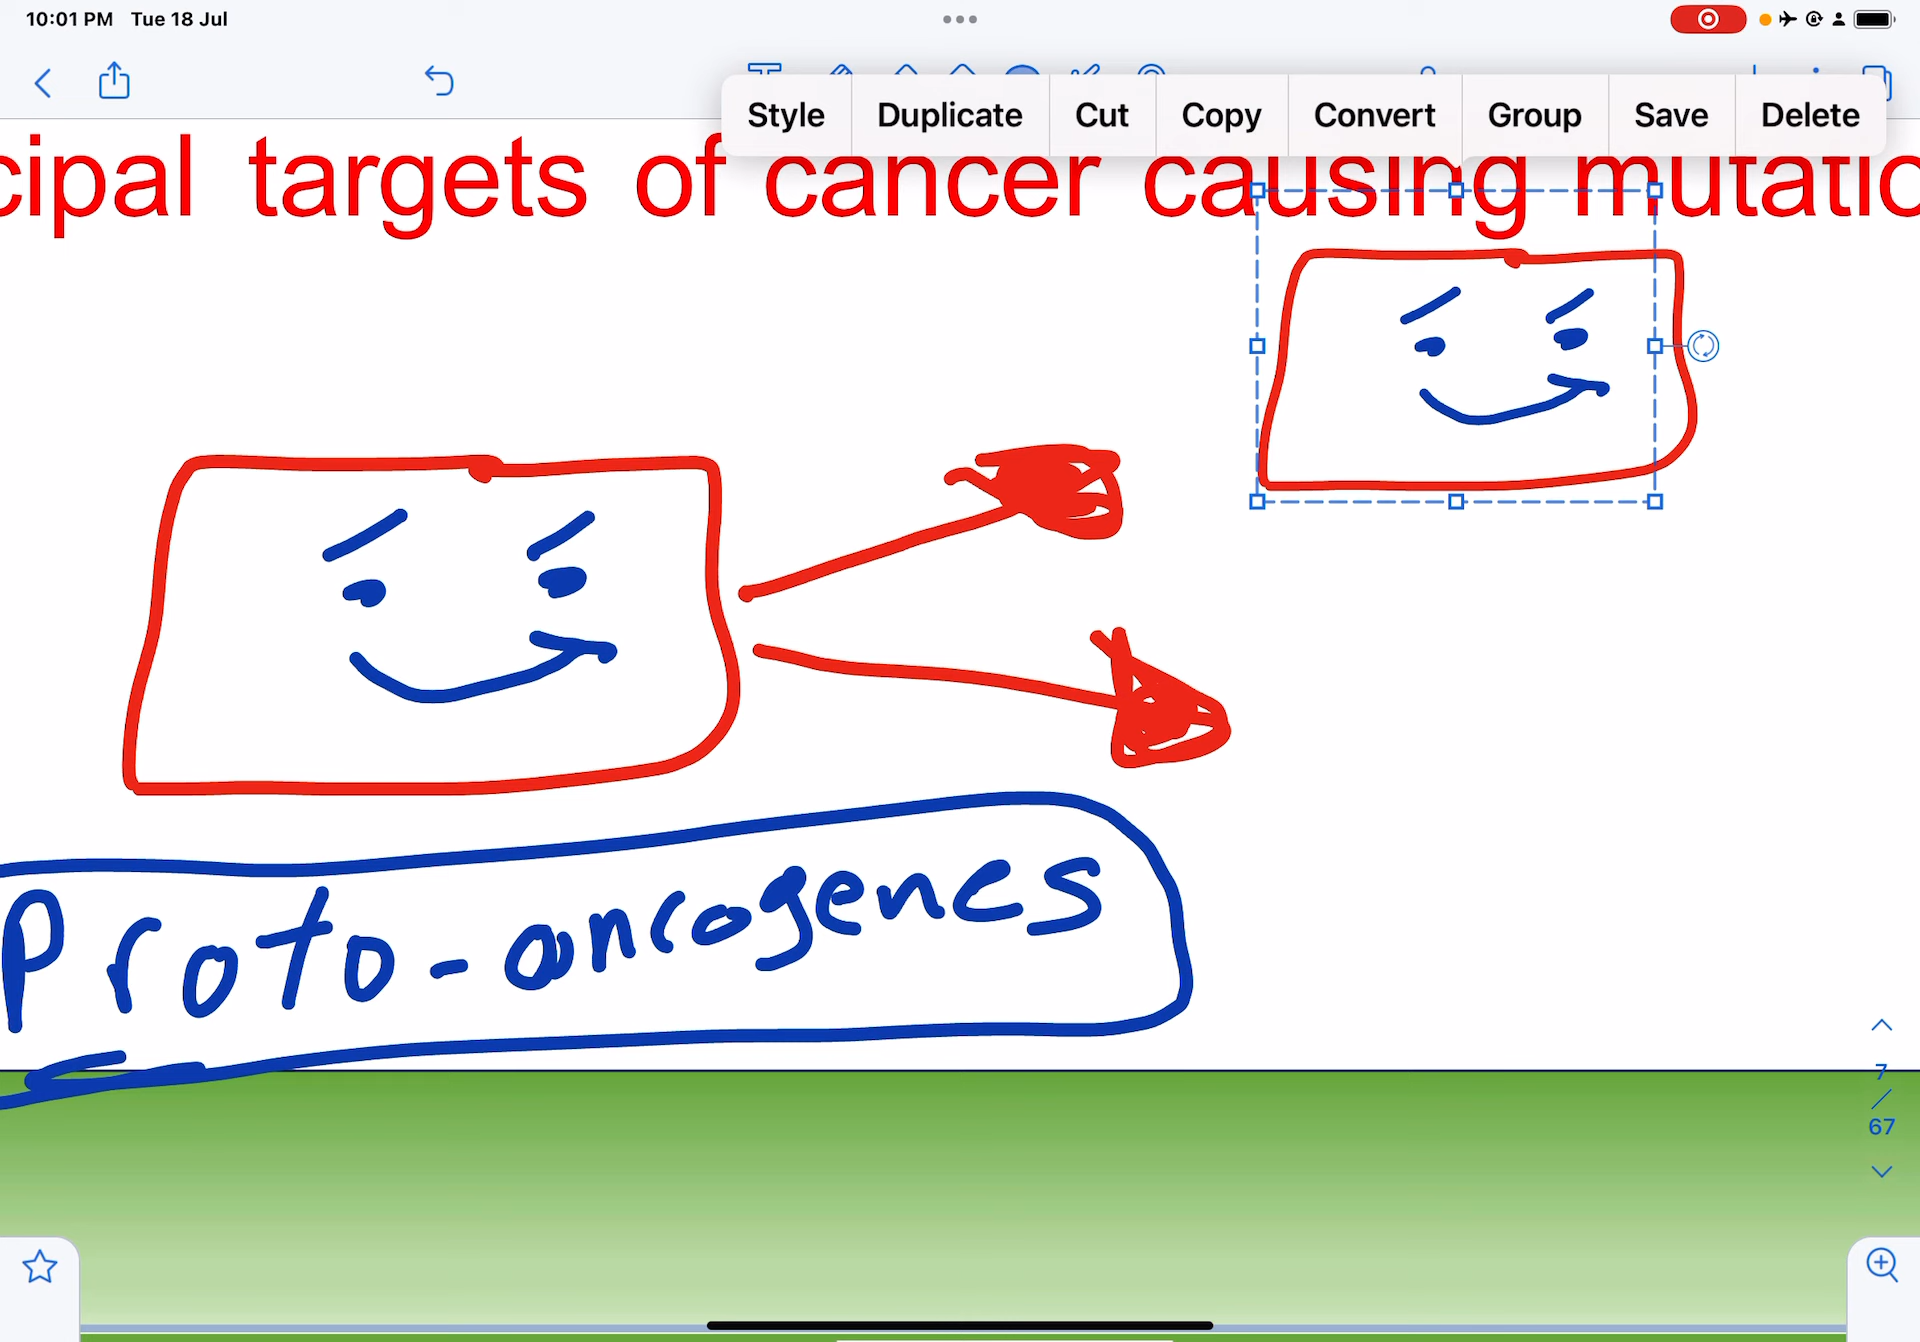 10:01 PM Tue 18 Jul
Style Duplicate Cut Copy Convert Group Save Delete
cipal targets of cancer causing mutatio
Proto-oncogenes
7
/
67